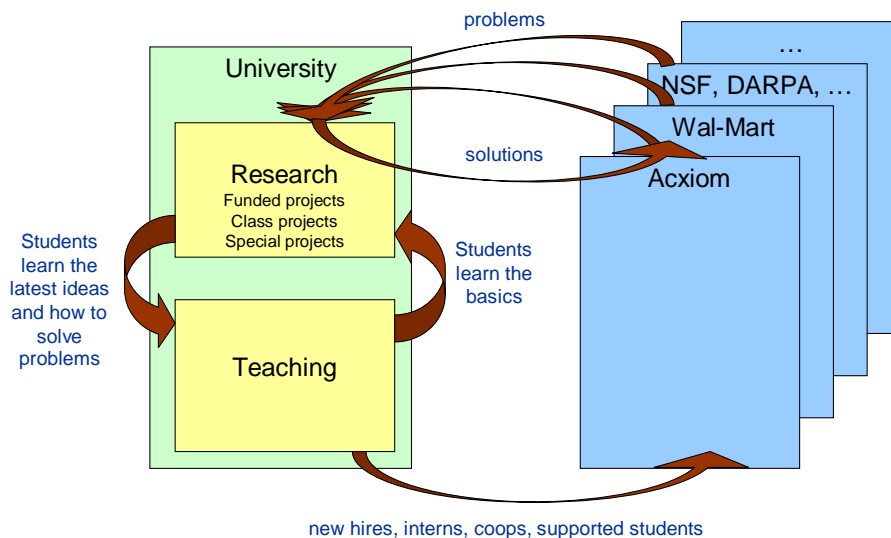 problems
…
University
NSF, DARPA, …
Wal-Mart
solutions
Acxiom
Research
Funded projects
Class projects
Special projects
Students
learn the
latest ideas
and how to
solve
problems
Students
learn the
basics
Teaching
new hires, interns, coops, supported students